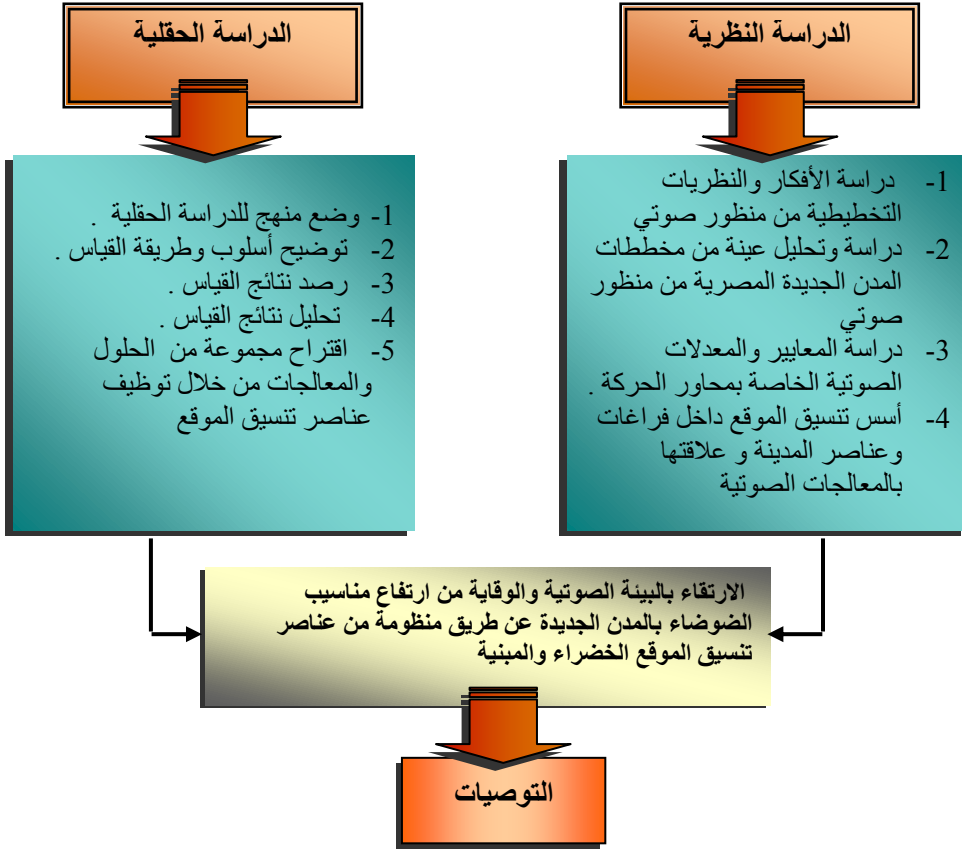 الدراسة النظرية
1- دراسة الأفكار والنظريات
التخطيطية من منظور صوتي
2- دراسة وتحليل عينة من مخططات
المدن الجديدة المصرية من منظور
صوتي
3- دراسة المعايير والمعدلات
الصوتية الخاصة بمحاور الحركة .
4- أسس تنسيق الموقع داخل فراغات
وعناصر المدينة و علاقتها
بالمعالجات الصوتية
الدراسة الحقلية
1- وضع منهج للدراسة الحقلية .
2- توضيح أسلوب وطريقة القياس .
3- رصد نتائج القياس .
4- تحليل نتائج القياس .
5- اقتراح مجموعة من الحلول
والمعالجات من خلال توظيف
عناصر تنسيق الموقع
الارتقاء بالبيئة الصوتية والوقاية من ارتفاع مناسيب
الضوضاء بالمدن الجديدة عن طريق منظومة من عناصر
تنسيق الموقع الخضراء والمبنية
التوصيات